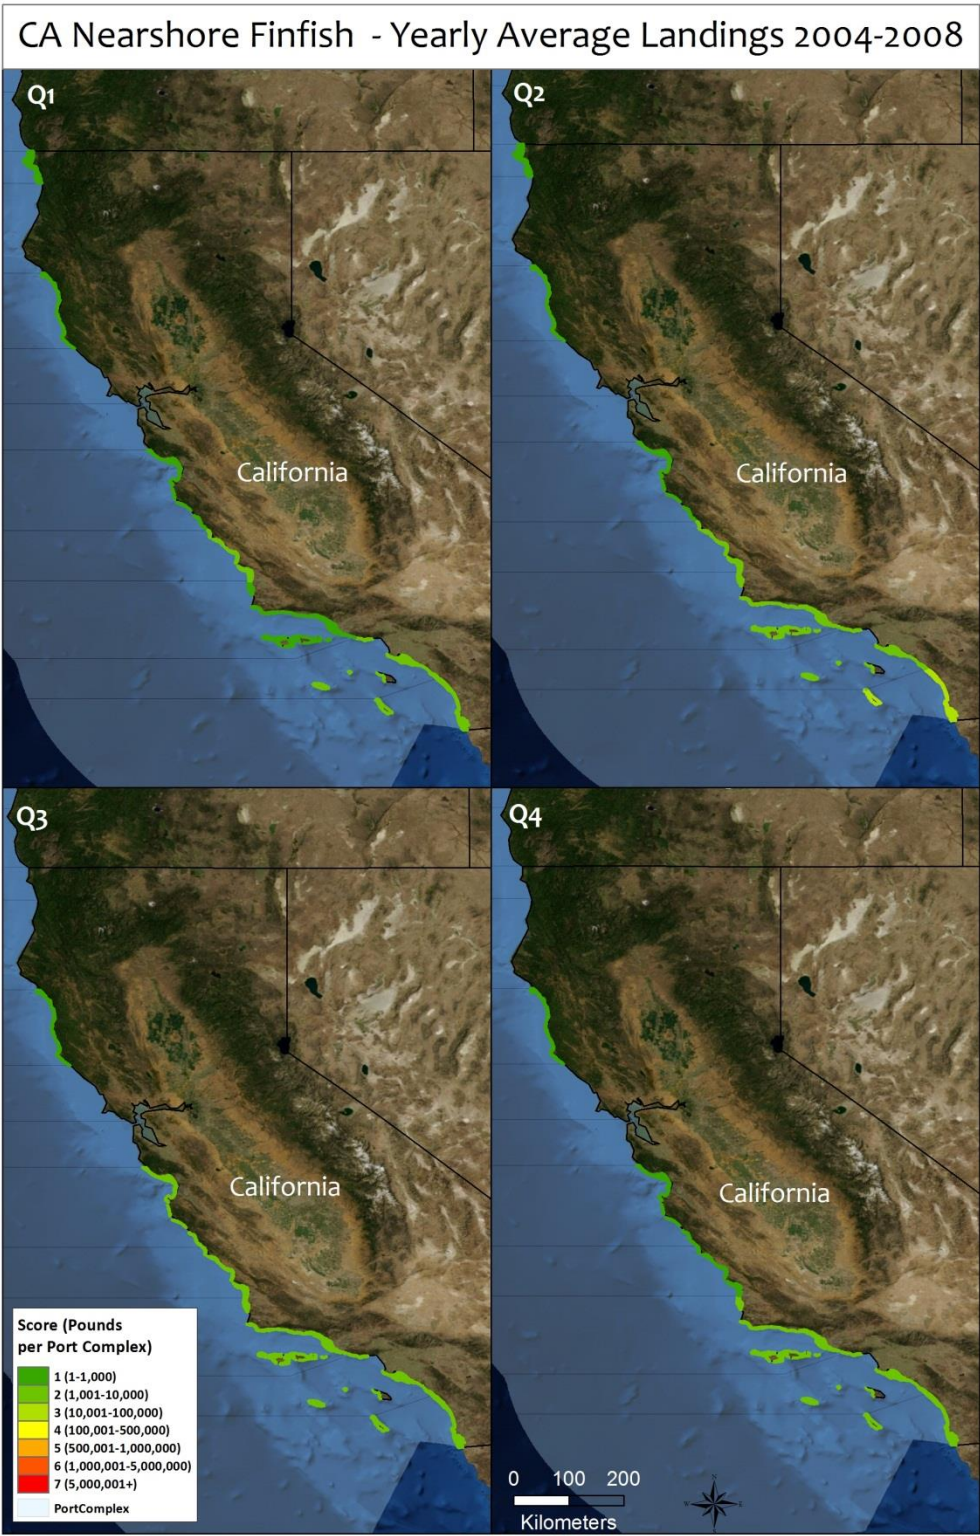 CA Nearshore Finfish - Yearly Average Landings 2004-2008
Q1
Q2
California
California
Q3
Q4
California
California
Score (Pounds
per Port Complex)
1 (1-1,000)
2 (1,001-10,000)
3 (10,001-100,000)
4 (100,001-500,000)
5 (500,001-1,000,000)
6 (1,000,001-5,000,000)
7 (5,000,001+)
PortComplex
0 100 200
Kilometers